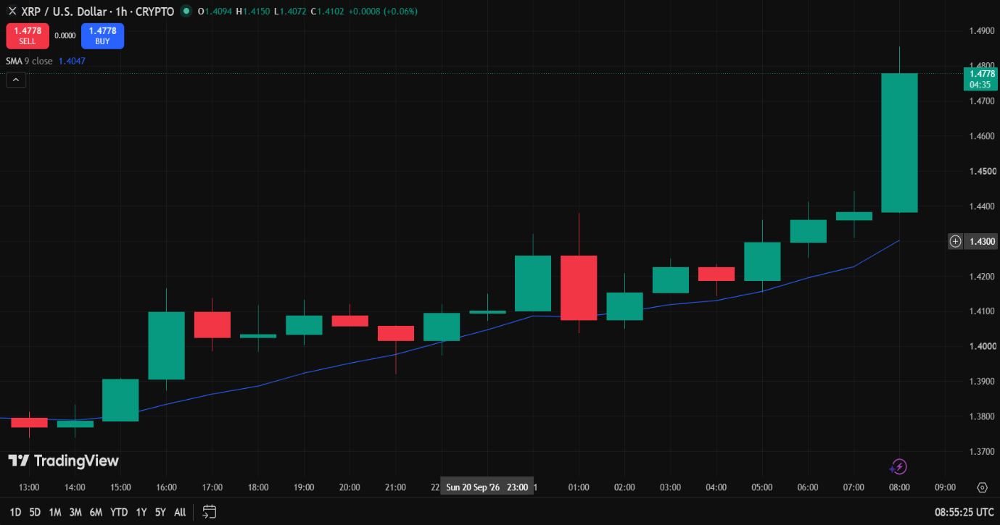 XRP / U.S. Dollar · 1h · CRYPTO O1.4094 H1.4150 L1.4072 C1.4102 +0.0008 (+0.06%)
1.4778 SELL
0.0000
1.4778 BUY
SMA 9 close 1.4047
1.4900
1.4800
1.4778
04:35
1.4700
1.4600
1.4500
1.4400
1.4300
1.4200
1.4100
1.4000
1.3900
1.3800
1.3700
TradingView
13:00 14:00 15:00 16:00 17:00 18:00 19:00 20:00 21:00 22 Sun 20 Sep '26 23:00 1 01:00 02:00 03:00 04:00 05:00 06:00 07:00 08:00 09:00
1D 5D 1M 3M 6M YTD 1Y 5Y All 08:55:25 UTC